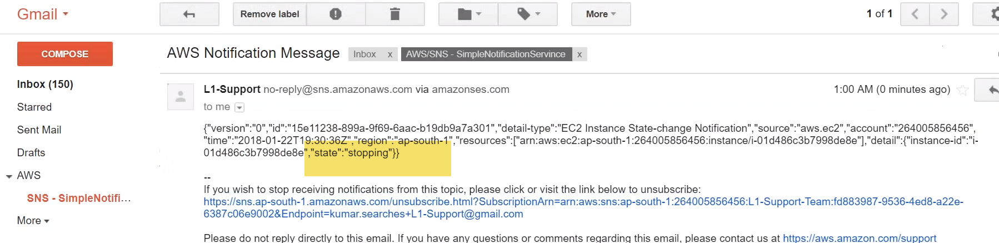 Gmail
Remove label
More
1 of 1
COMPOSE
AWS Notification Message
Inbox x
AWS/SNS - SimpleNotificationServince x
Inbox (150)
Starred
Sent Mail
Drafts
AWS
SNS - SimpleNotifi...
More
L1-Support no-reply@sns.amazonaws.com via amazonses.com
1:00 AM (0 minutes ago)
to me
{"version":"0","id":"15e11238-899a-9f69-6aac-b19db9a7a301","detail-type":"EC2 Instance State-change Notification","source":"aws.ec2","account":"264005856456",
"time":"2018-01-22T19:30:36Z","region":"ap-south-1","resources":["arn:aws:ec2:ap-south-1:264005856456:instance/i-01d486c3b7998de8e"],"detail":{"instance-id":"i-
01d486c3b7998de8e","state":"stopping"}}
--
If you wish to stop receiving notifications from this topic, please click or visit the link below to unsubscribe:
https://sns.ap-south-1.amazonaws.com/unsubscribe.html?SubscriptionArn=arn:aws:sns:ap-south-1:264005856456:L1-Support-Team:fd883987-9536-4ed8-a22e-
6387c06e9002&Endpoint=kumar.searches+L1-Support@gmail.com
Please do not reply directly to this email. If you have any questions or comments regarding this email, please contact us at https://aws.amazon.com/support